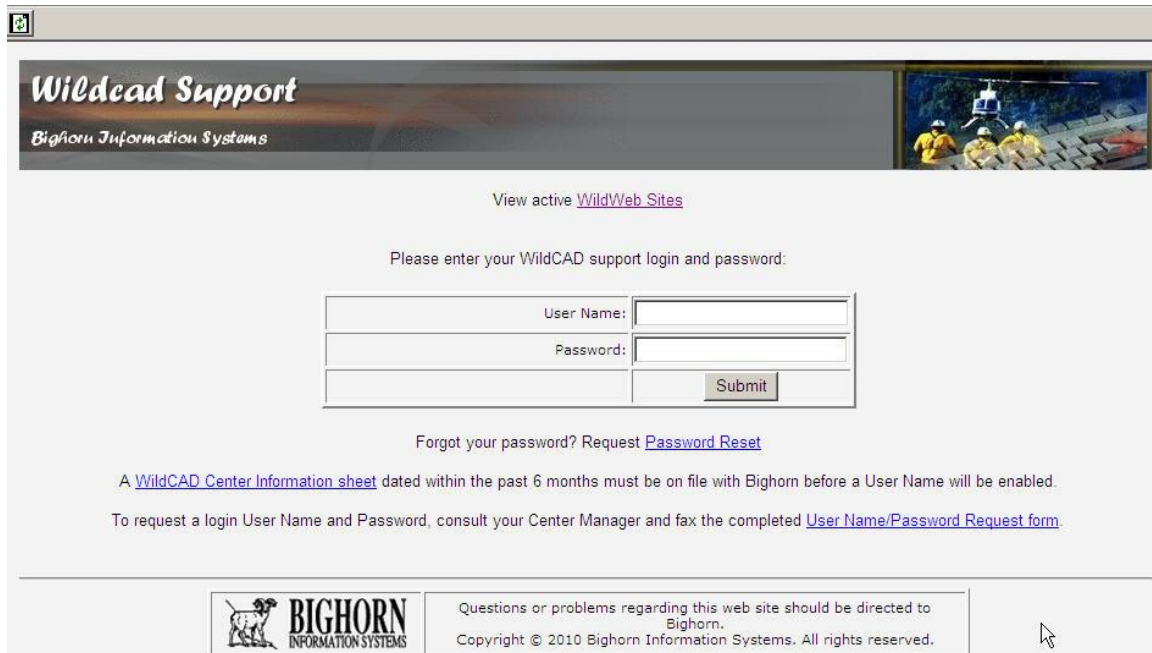 Wildcad Support
Bighorn Information Systems
View active WildWeb Sites
Please enter your WildCAD support login and password:
User Name:
Password:
Submit
Forgot your password? Request Password Reset
A WildCAD Center Information sheet dated within the past 6 months must be on file with Bighorn before a User Name will be enabled.
To request a login User Name and Password, consult your Center Manager and fax the completed User Name/Password Request form.
BIGHORN
INFORMATION SYSTEMS
Questions or problems regarding this web site should be directed to
Bighorn.
Copyright © 2010 Bighorn Information Systems. All rights reserved.